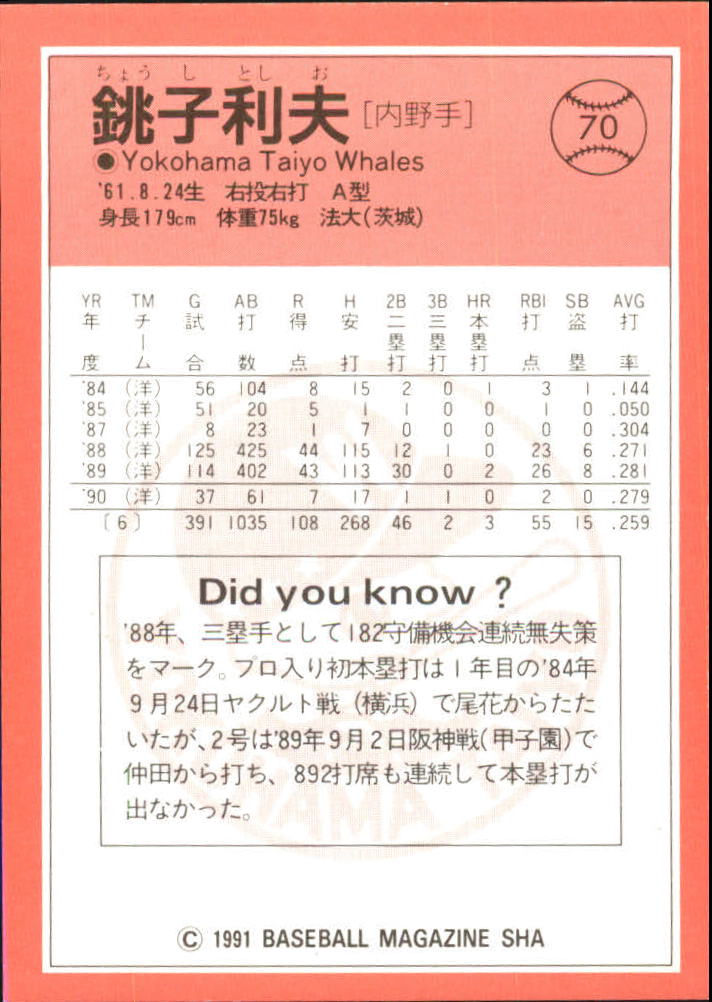 ちょう し とし お
銚子利夫 [内野手]
70
●Yokohama Taiyo Whales
'61.8.24生 右投右打 A型
身長179cm 体重75kg 法大(茨城)
YR TM G AB R H 2B 3B HR RBI SB AVG
年度 チーム 試合 打数 得点 安打 二塁打 三塁打 本塁打 打点 盗塁 打率
'84 (洋) 56 104 8 15 2 0 1 3 1 .144
'85 (洋) 51 20 5 1 1 0 0 1 0 .050
'87 (洋) 8 23 1 7 0 0 0 0 0 .304
'88 (洋) 125 425 44 115 12 1 0 23 6 .271
'89 (洋) 114 402 43 113 30 0 2 26 8 .281
'90 (洋) 37 61 7 17 1 1 0 2 0 .279
〔6〕 391 1035 108 268 46 2 3 55 15 .259
Did you know ?
'88年、三塁手として182守備機会連続無失策
をマーク。プロ入り初本塁打は1年目の'84年
9月24日ヤクルト戦(横浜)で尾花からたた
いたが、2号は'89年9月2日阪神戦(甲子園)で
仲田から打ち、892打席も連続して本塁打が
出なかった。
© 1991 BASEBALL MAGAZINE SHA